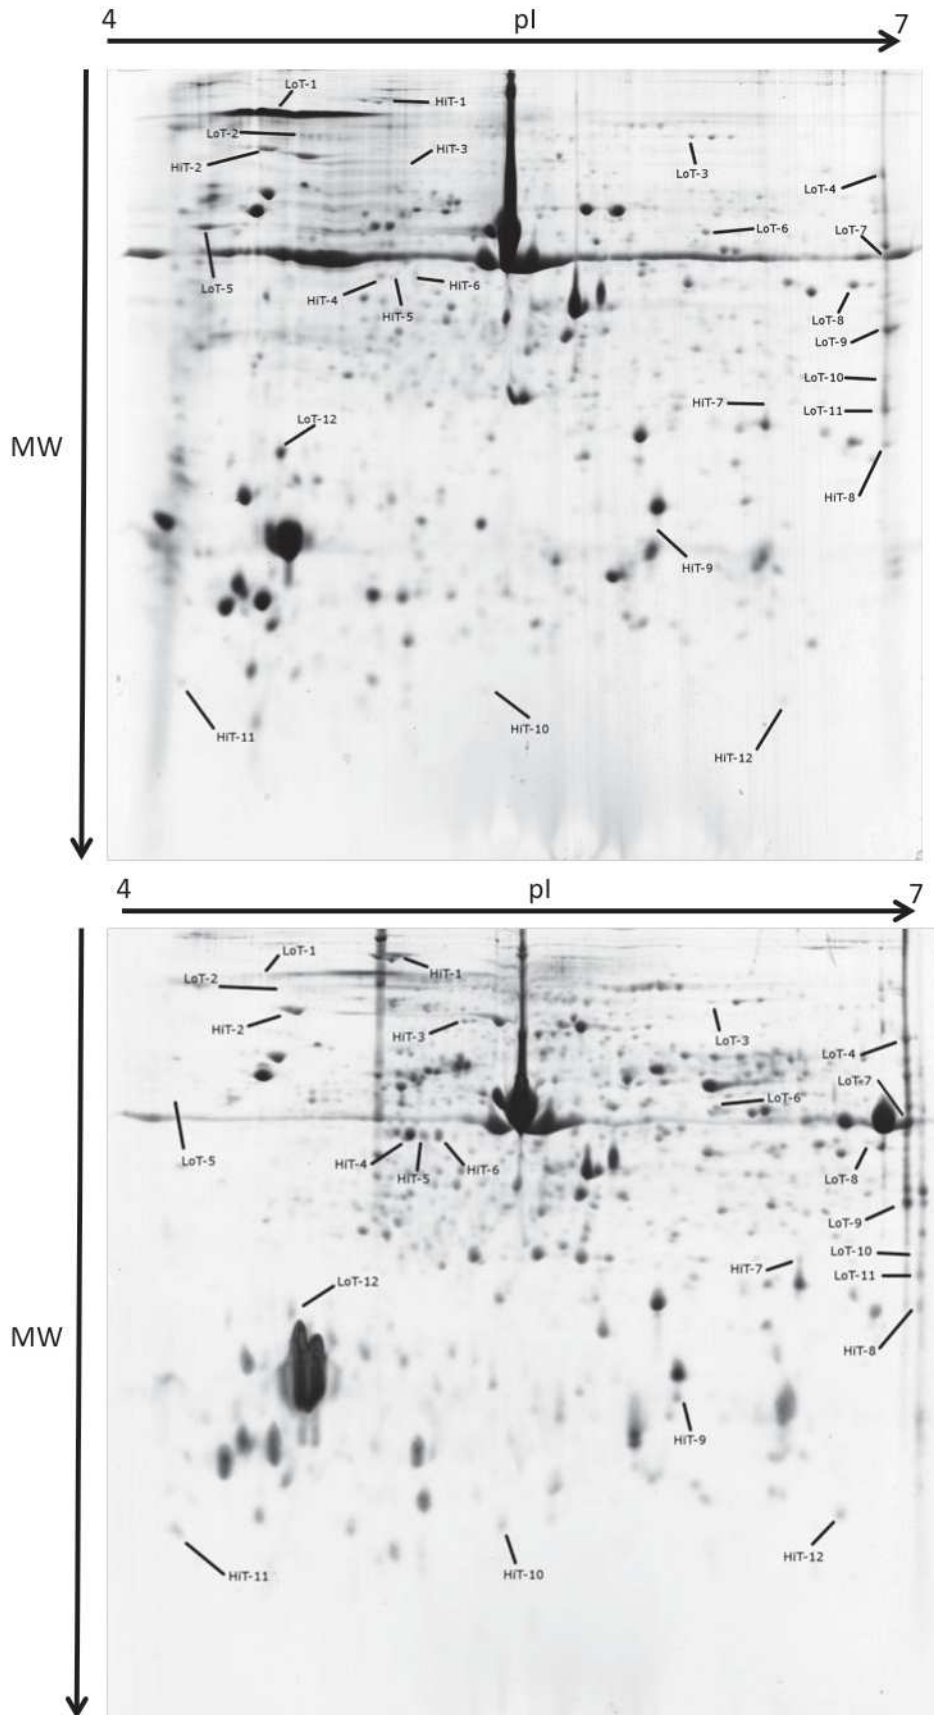 4 pI 7
LoT-1
HiT-1
LoT-2
HiT-2
HiT-3
LoT-3
LoT-4
LoT-6
LoT-7
LoT-5
HiT-4
HiT-6
HiT-5
LoT-8
LoT-9
LoT-10
HiT-7
LoT-11
LoT-12
MW
HiT-8
HiT-9
HiT-11
HiT-10
HiT-12
4 pI 7
LoT-1
LoT-2
HiT-1
HiT-2
HiT-3
LoT-3
LoT-4
LoT-7
LoT-6
LoT-5
HiT-4
HiT-6
HiT-5
LoT-8
LoT-9
LoT-10
HiT-7
LoT-11
LoT-12
MW
HiT-8
HiT-9
HiT-12
HiT-11
HiT-10